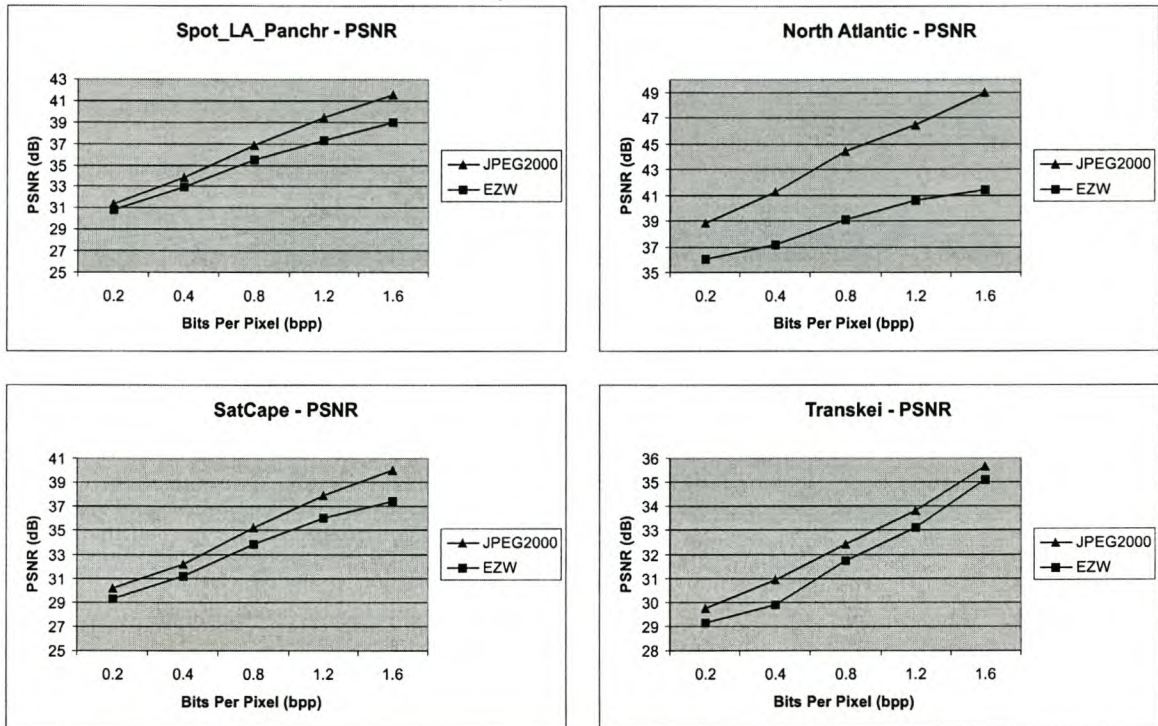 Spot_LA_Panchr - PSNR
PSNR (dB)
43
41
39
37
35
33
31
29
27
25
0.2 0.4 0.8 1.2 1.6
Bits Per Pixel (bpp)
JPEG2000
EZW
North Atlantic - PSNR
PSNR (dB)
49
47
45
43
41
39
37
35
0.2 0.4 0.8 1.2 1.6
Bits Per Pixel (bpp)
JPEG2000
EZW
SatCape - PSNR
PSNR (dB)
41
39
37
35
33
31
29
27
25
0.2 0.4 0.8 1.2 1.6
Bits Per Pixel (bpp)
JPEG2000
EZW
Transkei - PSNR
PSNR (dB)
36
35
34
33
32
31
30
29
28
0.2 0.4 0.8 1.2 1.6
Bits Per Pixel (bpp)
JPEG2000
EZW